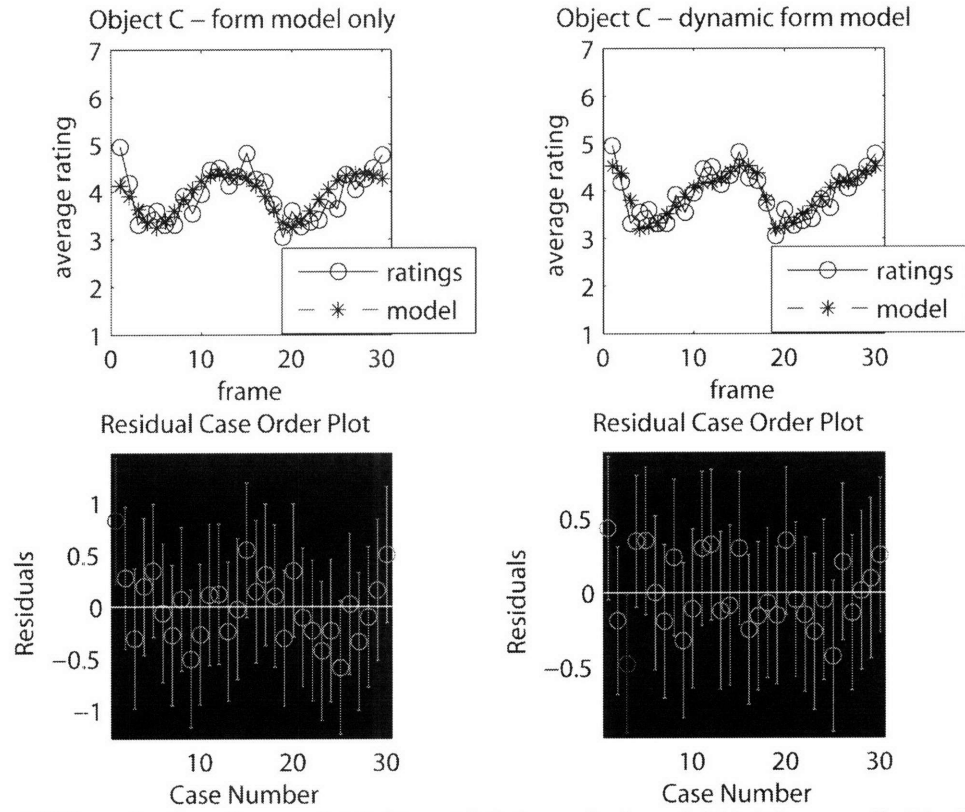 Object C – form model only
7
6
5
4
3
2
1
average rating
ratings
model
0 10 20 30
frame
Object C – dynamic form model
7
6
5
4
3
2
1
average rating
ratings
model
0 10 20 30
frame
Residual Case Order Plot
1
0.5
0
−0.5
−1
Residuals
10 20 30
Case Number
Residual Case Order Plot
0.5
0
−0.5
Residuals
10 20 30
Case Number